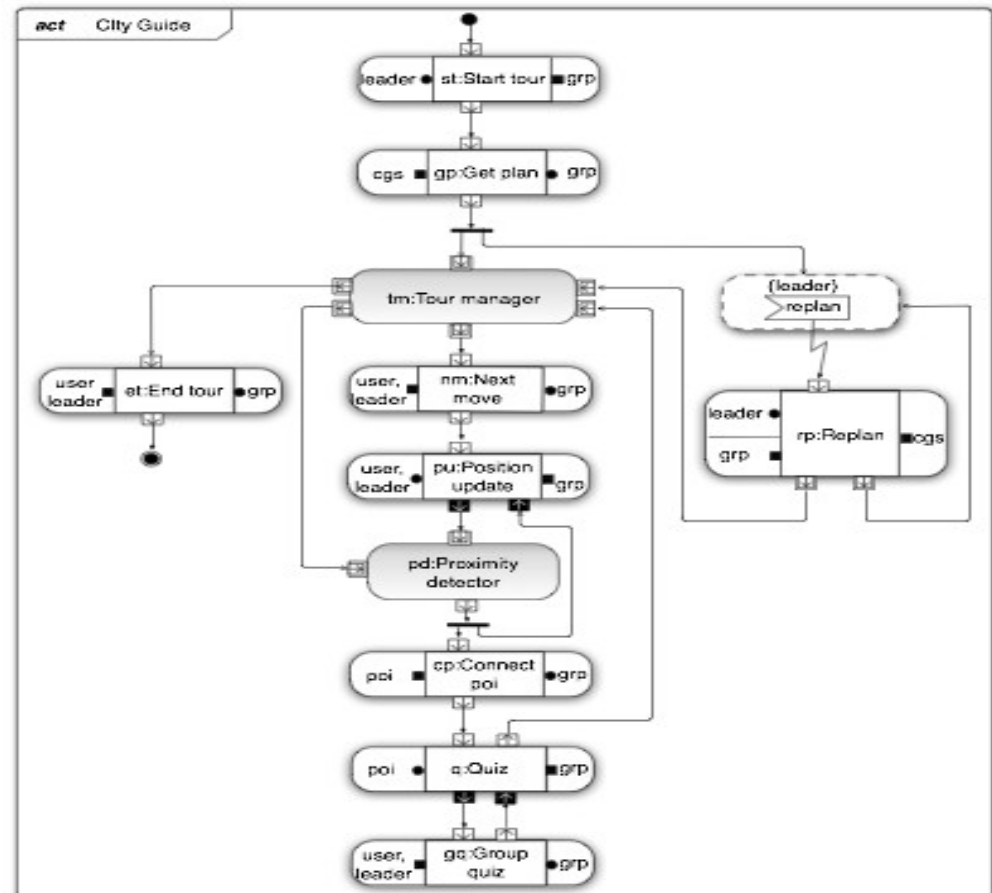 act CIty Guide
leader st:Start tour grp
cgs gp:Get plan grp
{leader}
replan
tm:Tour manager
user
leader
et:End tour grp
user,
leader
nm:Next
move
grp
leader
grp
rp:Replan
cgs
user,
leader
pu:Position
update
grp
pd:Proximity
detector
poi
cp:Connect
poi
grp
poi q:Quiz grp
user,
leader
gq:Group
quiz
grp